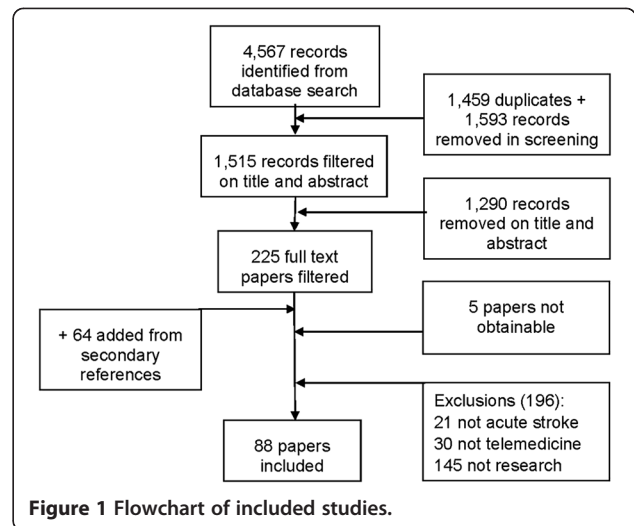 4,567 records
identified from
database search
1,459 duplicates +
1,593 records
removed in screening
1,515 records filtered
on title and abstract
1,290 records
removed on title and
abstract
225 full text
papers filtered
5 papers not
obtainable
+ 64 added from
secondary
references
Exclusions (196):
21 not acute stroke
30 not telemedicine
145 not research
88 papers
included
Figure 1 Flowchart of included studies.